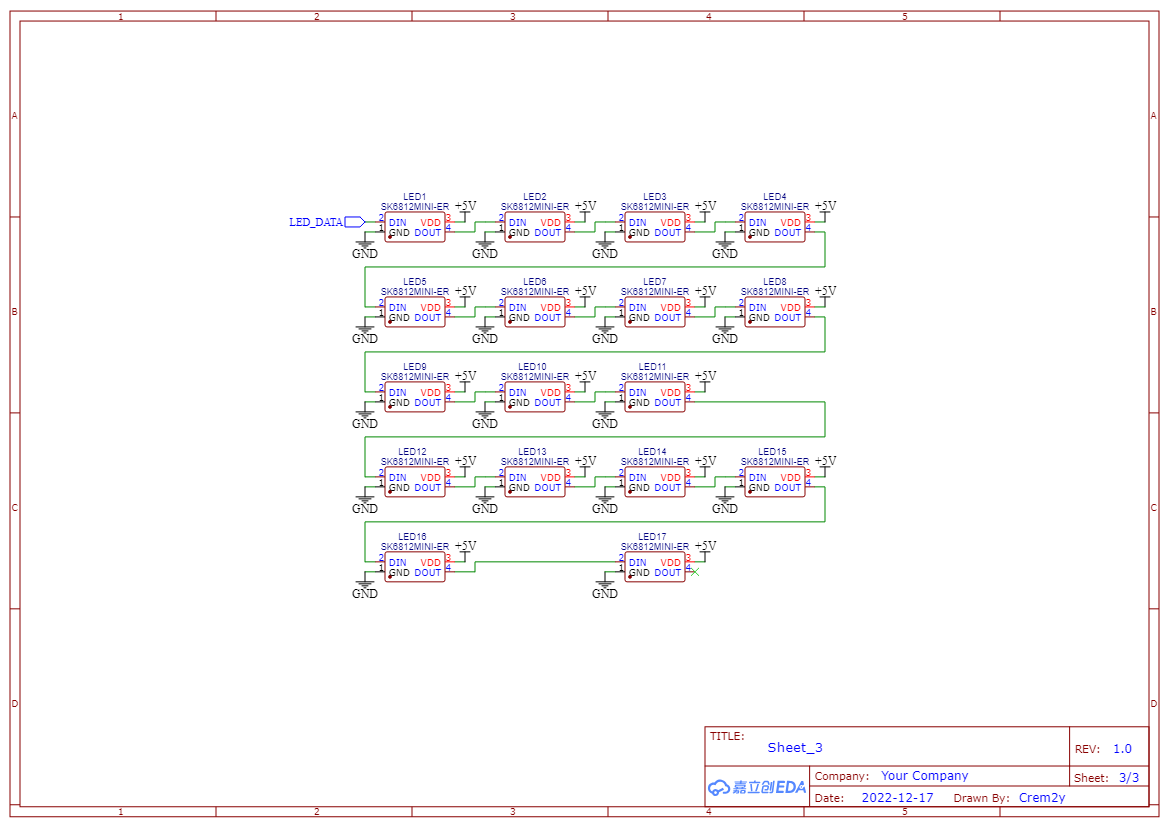 1 2 3 4 5
A A
LED1 LED2 LED3 LED4
SK6812MINI-ER +5V SK6812MINI-ER +5V SK6812MINI-ER +5V SK6812MINI-ER +5V
LED_DATA 2 DIN VDD 3 2 DIN VDD 3 2 DIN VDD 3 2 DIN VDD 3
1 GND DOUT 4 1 GND DOUT 4 1 GND DOUT 4 1 GND DOUT 4
GND GND GND GND
LED5 LED6 LED7 LED8
SK6812MINI-ER +5V SK6812MINI-ER +5V SK6812MINI-ER +5V SK6812MINI-ER +5V
2 DIN VDD 3 2 DIN VDD 3 2 DIN VDD 3 2 DIN VDD 3
B B
1 GND DOUT 4 1 GND DOUT 4 1 GND DOUT 4 1 GND DOUT 4
GND GND GND GND
LED9 LED10 LED11
SK6812MINI-ER +5V SK6812MINI-ER +5V SK6812MINI-ER +5V
2 DIN VDD 3 2 DIN VDD 3 2 DIN VDD 3
1 GND DOUT 4 1 GND DOUT 4 1 GND DOUT 4
GND GND GND
LED12 LED13 LED14 LED15
SK6812MINI-ER +5V SK6812MINI-ER +5V SK6812MINI-ER +5V SK6812MINI-ER +5V
2 DIN VDD 3 2 DIN VDD 3 2 DIN VDD 3 2 DIN VDD 3
1 GND DOUT 4 1 GND DOUT 4 1 GND DOUT 4 1 GND DOUT 4
C C
GND GND GND GND
LED16 LED17
SK6812MINI-ER +5V SK6812MINI-ER +5V
2 DIN VDD 3 2 DIN VDD 3
1 GND DOUT 4 1 GND DOUT 4
GND GND
D D
TITLE:
Sheet_3
REV: 1.0
嘉立创EDA
Company: Your Company
Sheet: 3/3
Date: 2022-12-17 Drawn By: Crem2y
1 2 3 4 5